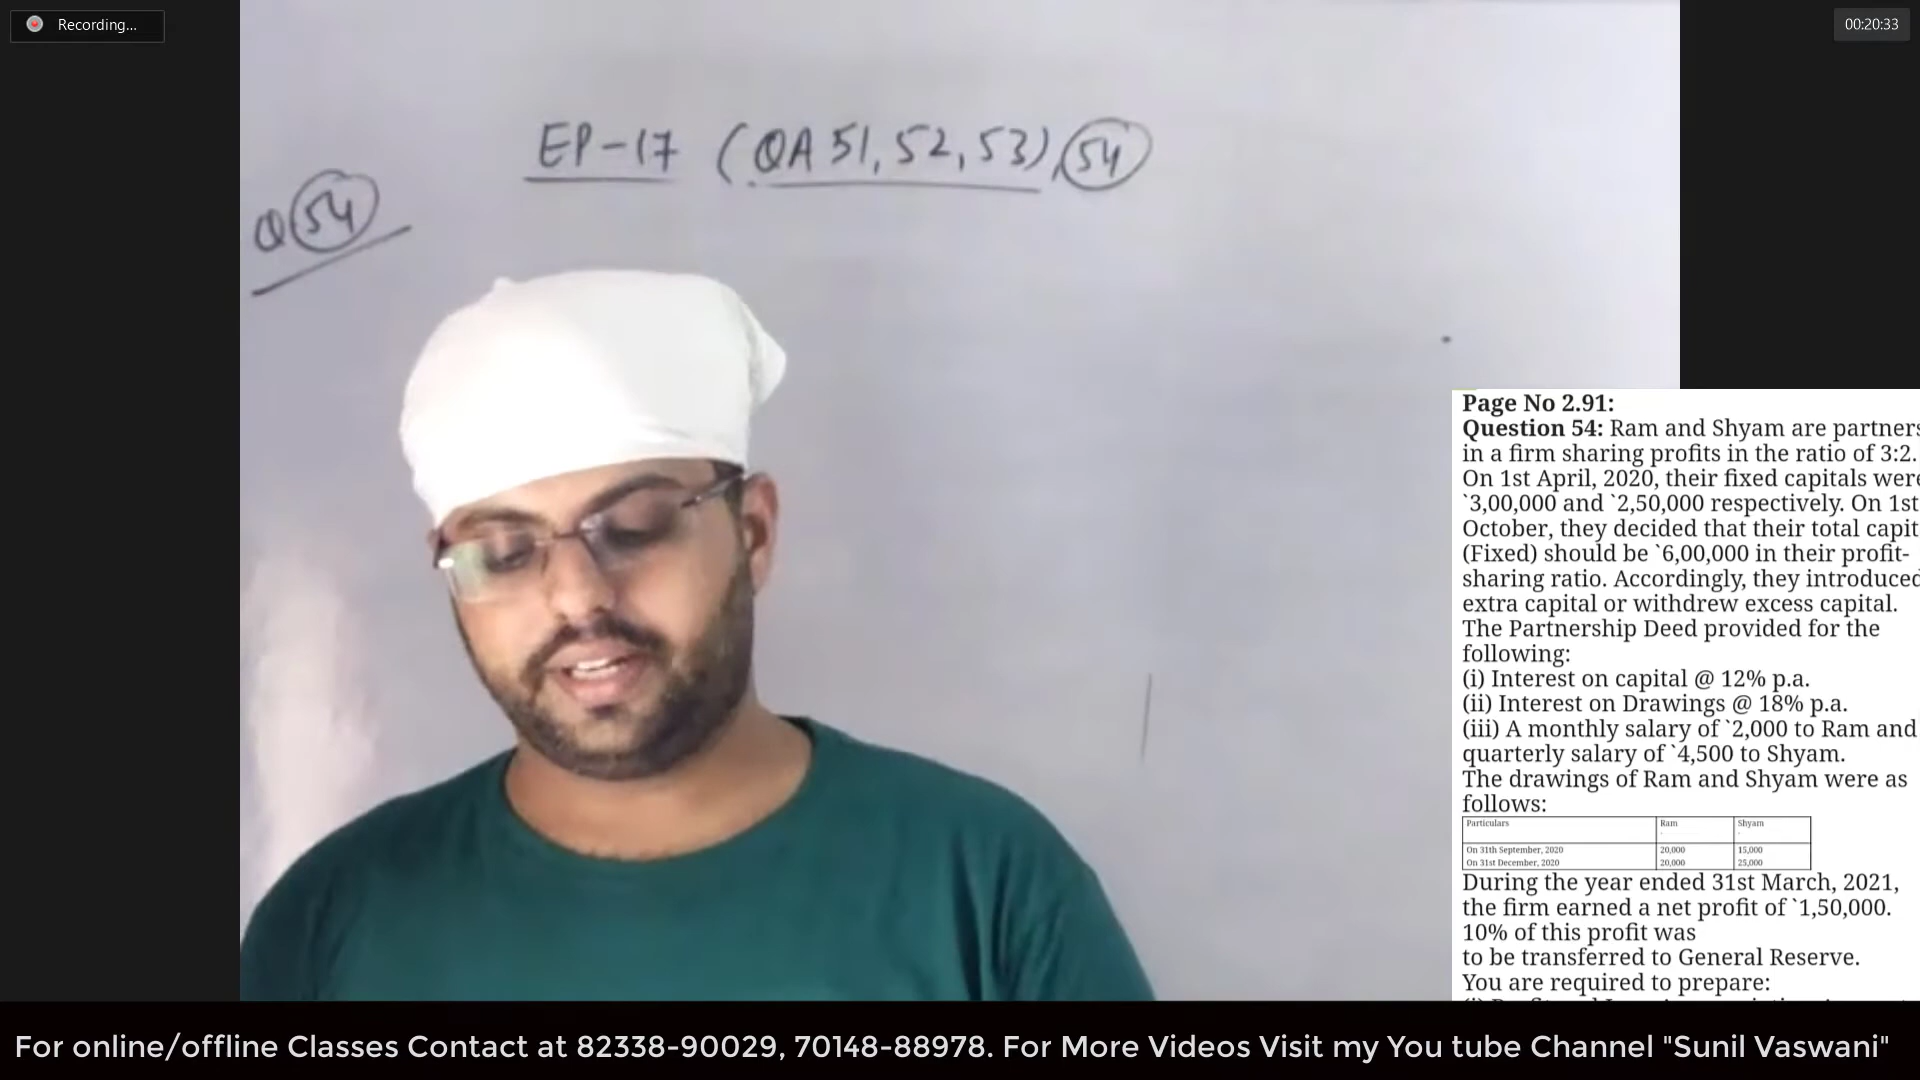 Recording...
00:20:33
EP-17 (QA 51, 52, 53), 54
Q 54
Page No 2.91:
Question 54: Ram and Shyam are partners
in a firm sharing profits in the ratio of 3:2.
On 1st April, 2020, their fixed capitals were
`3,00,000 and `2,50,000 respectively. On 1st
October, they decided that their total capit
(Fixed) should be `6,00,000 in their profit-
sharing ratio. Accordingly, they introduced
extra capital or withdrew excess capital.
The Partnership Deed provided for the
following:
(i) Interest on capital @ 12% p.a.
(ii) Interest on Drawings @ 18% p.a.
(iii) A monthly salary of `2,000 to Ram and
quarterly salary of `4,500 to Shyam.
The drawings of Ram and Shyam were as
follows:
Particulars Ram Shyam
On 31th September, 2020 20,000 15,000
On 31st December, 2020 20,000 25,000
During the year ended 31st March, 2021,
the firm earned a net profit of `1,50,000.
10% of this profit was
to be transferred to General Reserve.
You are required to prepare:
For online/offline Classes Contact at 82338-90029, 70148-88978. For More Videos Visit my You tube Channel "Sunil Vaswani"